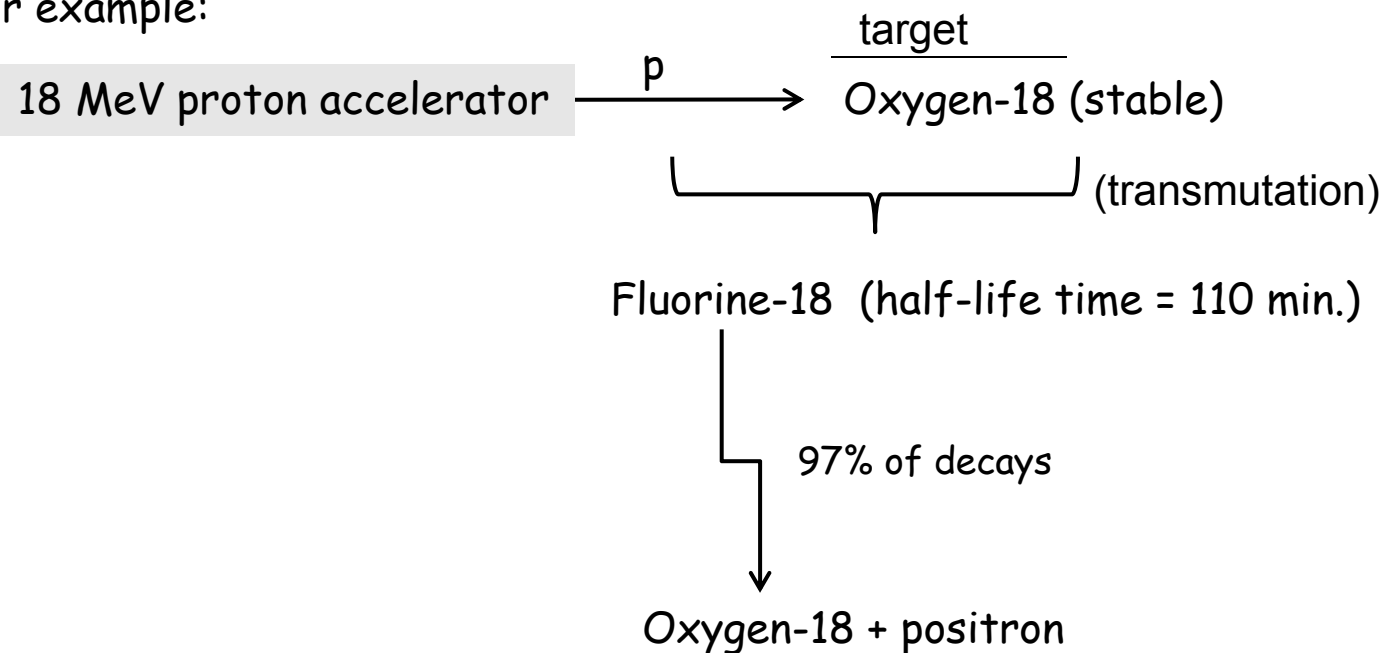 r example:
target
p
18 MeV proton accelerator
Oxygen-18 (stable)
(transmutation)
Fluorine-18 (half-life time = 110 min.)
97% of decays
Oxygen-18 + positron